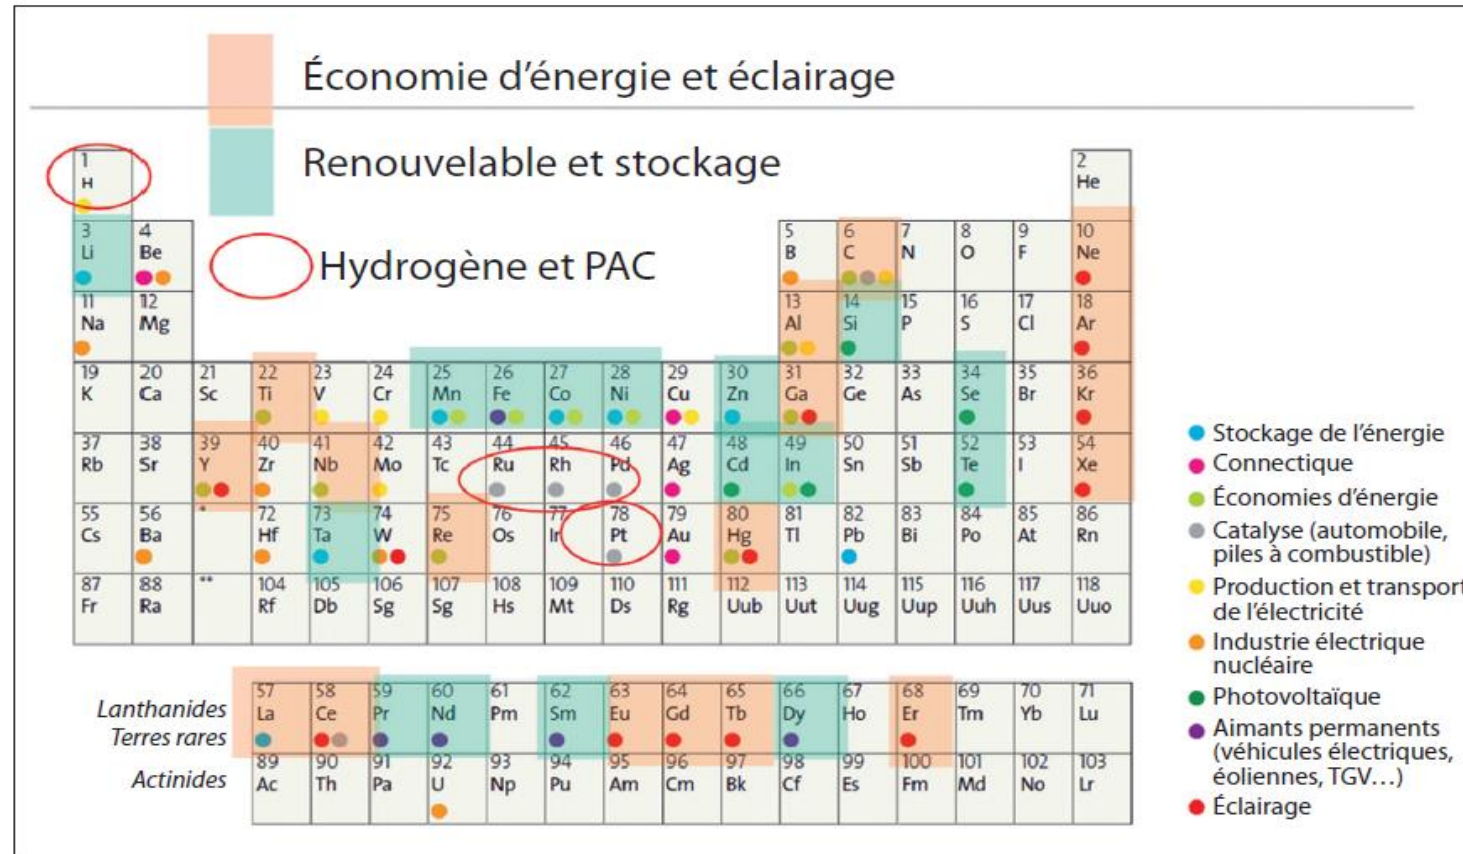 Économie d'énergie et éclairage
Renouvelable et stockage
Hydrogène et PAC
1 2
H He
3 4 5 6 7 8 9 10
Li Be B C N O F Ne
11 12 13 14 15 16 17 18
Na Mg Al Si P S Cl Ar
19 20 21 22 23 24 25 26 27 28 29 30 31 32 33 34 35 36
K Ca Sc Ti V Cr Mn Fe Co Ni Cu Zn Ga Ge As Se Br Kr
37 38 39 40 41 42 43 44 45 46 47 48 49 50 51 52 53 54
Rb Sr Y Zr Nb Mo Tc Ru Rh Pd Ag Cd In Sn Sb Te I Xe
55 56 * 72 73 74 75 76 77 78 79 80 81 82 83 84 85 86
Cs Ba Hf Ta W Re Os Ir Pt Au Hg Tl Pb Bi Po At Rn
87 88 ** 104 105 106 107 108 109 110 111 112 113 114 115 116 117 118
Fr Ra Rf Db Sg Sg Hs Mt Ds Rg Uub Uut Uug Uup Uuh Uus Uuo
57 58 59 60 61 62 63 64 65 66 67 68 69 70 71
Lanthanides La Ce Pr Nd Pm Sm Eu Gd Tb Dy Ho Er Tm Yb Lu
Terres rares
89 90 91 92 93 94 95 96 97 98 99 100 101 102 103
Actinides Ac Th Pa U Np Pu Am Cm Bk Cf Es Fm Md No Lr
Stockage de l'énergie
Connectique
Économies d'énergie
Catalyse (automobile,
piles à combustible)
Production et transport
de l'électricité
Industrie électrique
nucléaire
Photovoltaïque
Aimants permanents
(véhicules électriques,
éoliennes, TGV…)
Éclairage